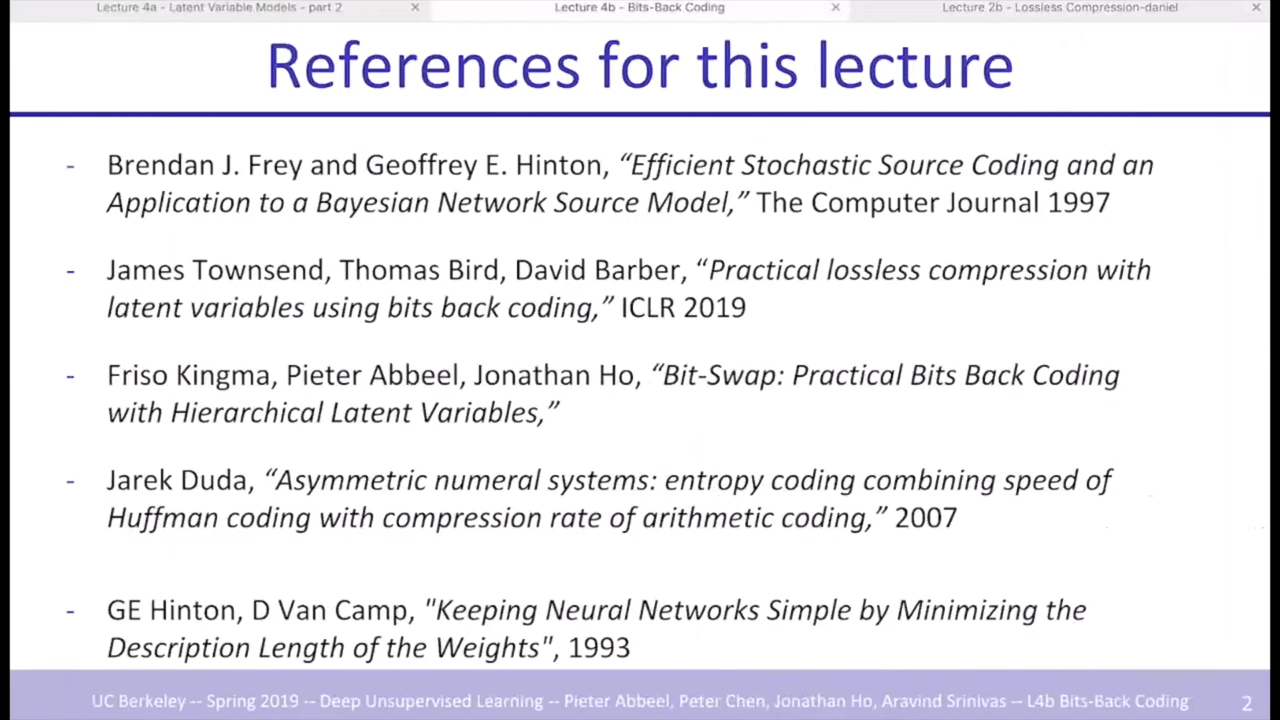 Lecture 4a - Latent Variable Models - part 2 × Lecture 4b - Bits-Back Coding × Lecture 2b - Lossless Compression-daniel ×
References for this lecture
- Brendan J. Frey and Geoffrey E. Hinton, “Efficient Stochastic Source Coding and an
Application to a Bayesian Network Source Model,” The Computer Journal 1997
- James Townsend, Thomas Bird, David Barber, “Practical lossless compression with
latent variables using bits back coding,” ICLR 2019
- Friso Kingma, Pieter Abbeel, Jonathan Ho, “Bit-Swap: Practical Bits Back Coding
with Hierarchical Latent Variables,”
- Jarek Duda, “Asymmetric numeral systems: entropy coding combining speed of
Huffman coding with compression rate of arithmetic coding,” 2007
- GE Hinton, D Van Camp, "Keeping Neural Networks Simple by Minimizing the
Description Length of the Weights", 1993
UC Berkeley -- Spring 2019 -- Deep Unsupervised Learning -- Pieter Abbeel, Peter Chen, Jonathan Ho, Aravind Srinivas -- L4b Bits-Back Coding 2